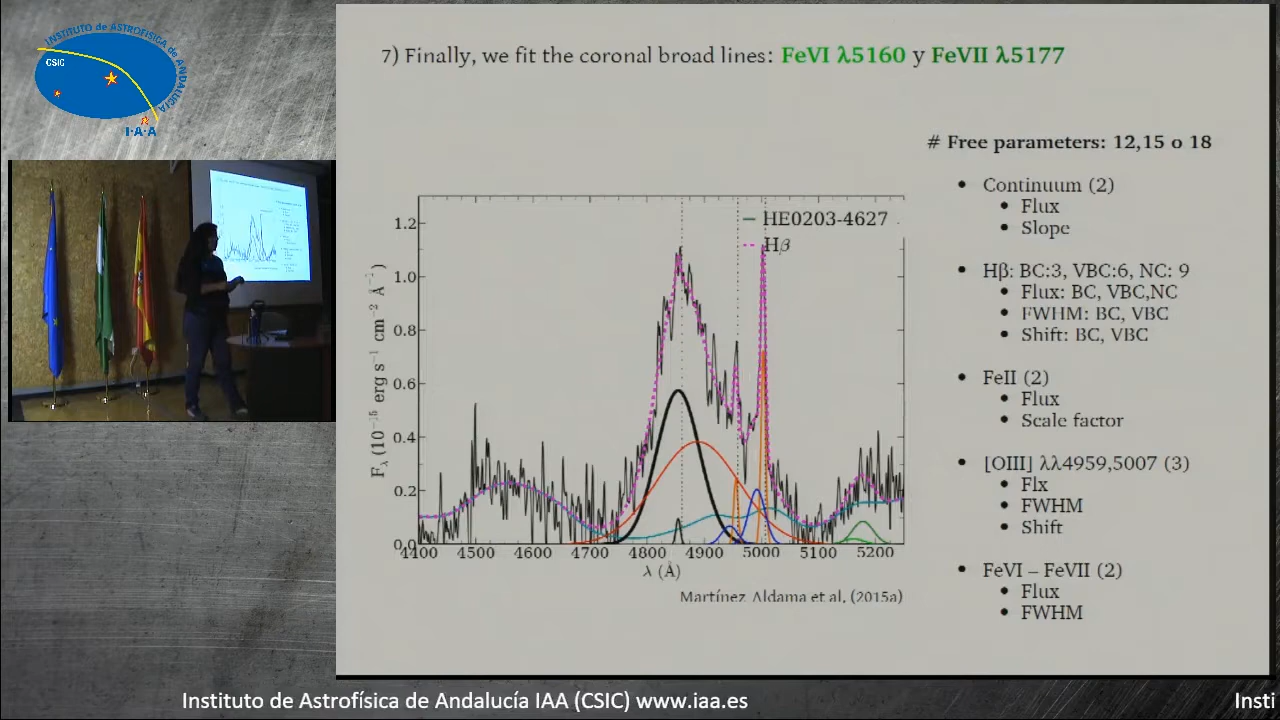 INSTITUTO de ASTROFÍSICA de ANDALUCÍA
CSIC
I·A·A
7) Finally, we fit the coronal broad lines: FeVI λ5160 y FeVII λ5177
# Free parameters: 12,15 o 18
• Continuum (2)
• Flux
• Slope
• Hβ: BC:3, VBC:6, NC: 9
• Flux: BC, VBC,NC
• FWHM: BC, VBC
• Shift: BC, VBC
• FeII (2)
• Flux
• Scale factor
• [OIII] λλ4959,5007 (3)
• Flx
• FWHM
• Shift
• FeVI – FeVII (2)
• Flux
• FWHM
HE0203-4627
Hβ
1.2
1.0
0.8
0.6
0.4
0.2
0.0
Fλ (10⁻¹⁵ erg s⁻¹ cm⁻² Å⁻¹)
4400 4500 4600 4700 4800 4900 5000 5100 5200
λ (Å)
Martínez Aldama et al. (2015a)
Instituto de Astrofísica de Andalucía IAA (CSIC) www.iaa.es
Insti